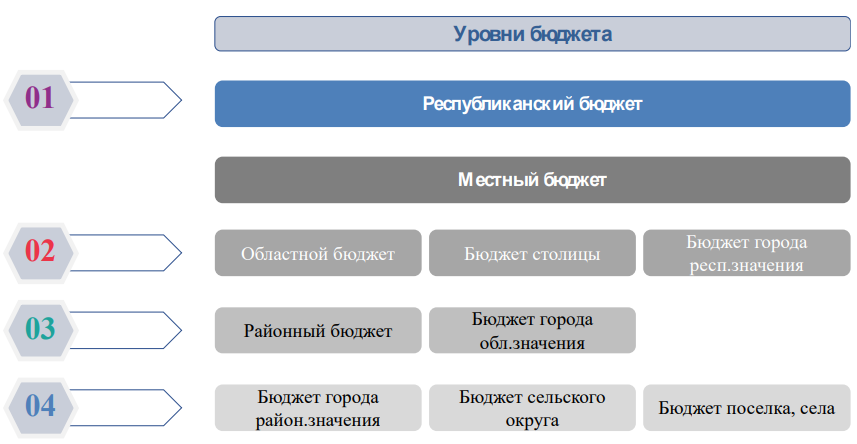 Уровни бюджета
01
Республиканский бюджет
Местный бюджет
02
Областной бюджет
Бюджет столицы
Бюджет города
респ.значения
03
Районный бюджет
Бюджет города
обл.значения
04
Бюджет города
район.значения
Бюджет сельского
округа
Бюджет поселка, села